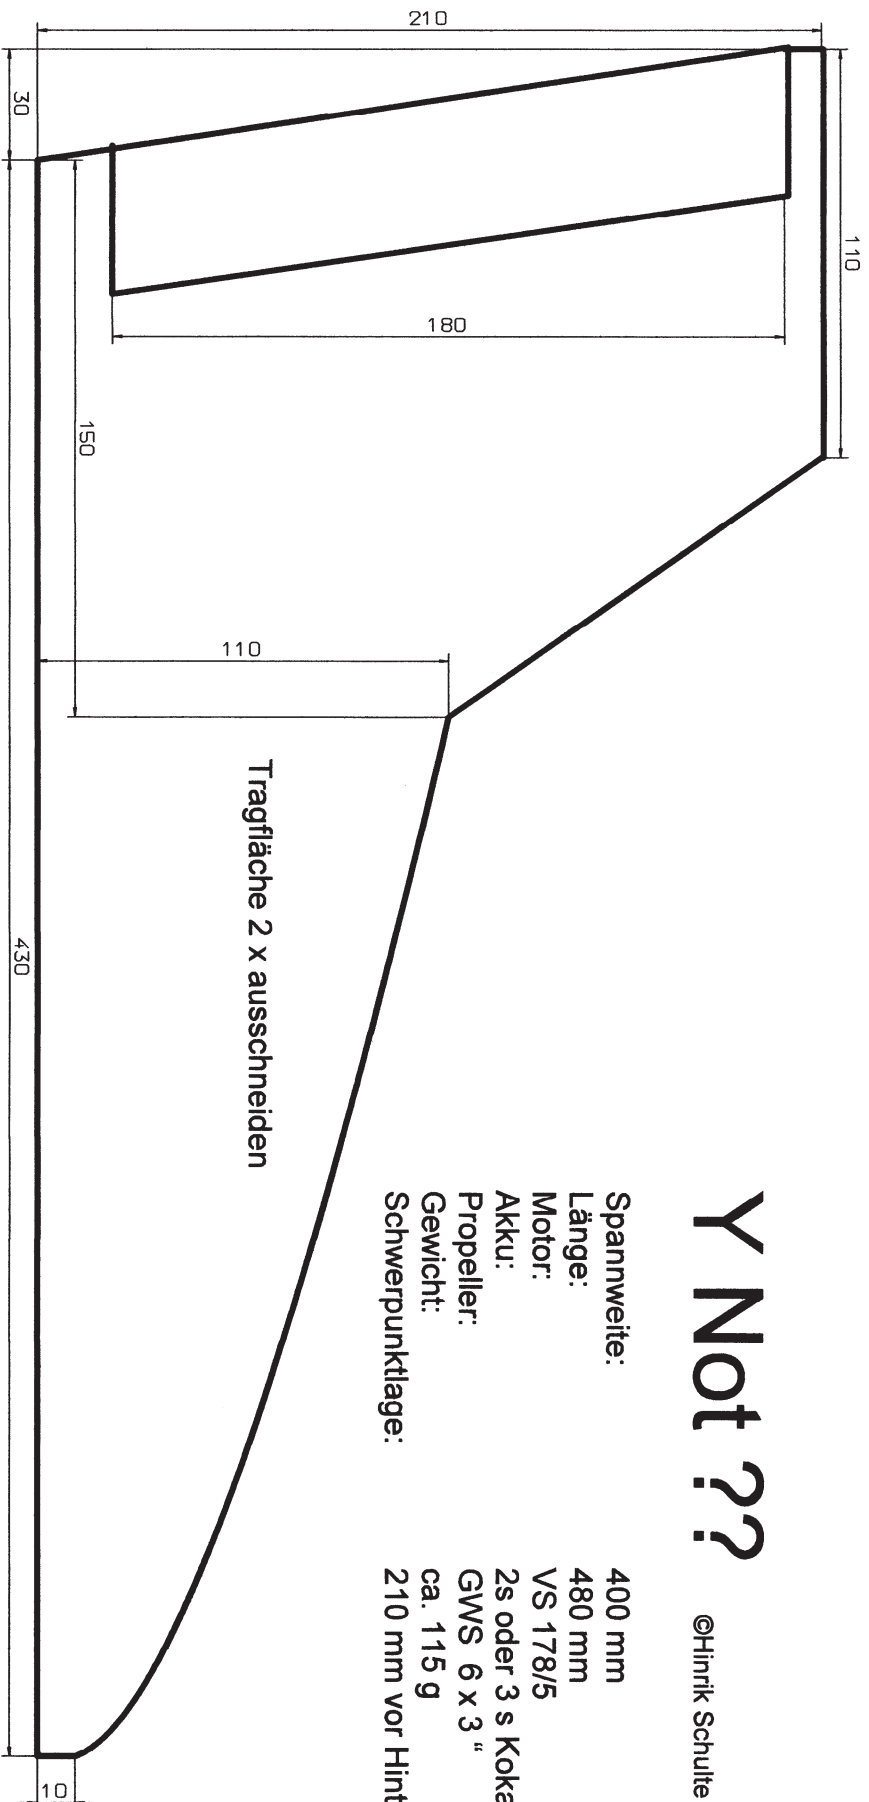 Y Not ?? ©Hinrik Schulte
Spannweite: 400 mm
Länge: 480 mm
Motor: VS 178/5
Akku: 2s oder 3 s
Propeller: GWS 6 x 3 “
Gewicht: ca. 115 g
Schwerpunktlage: 210 mm vor
Tragfläche 2 x ausschneiden
210
30
110
180
150
110
430
10